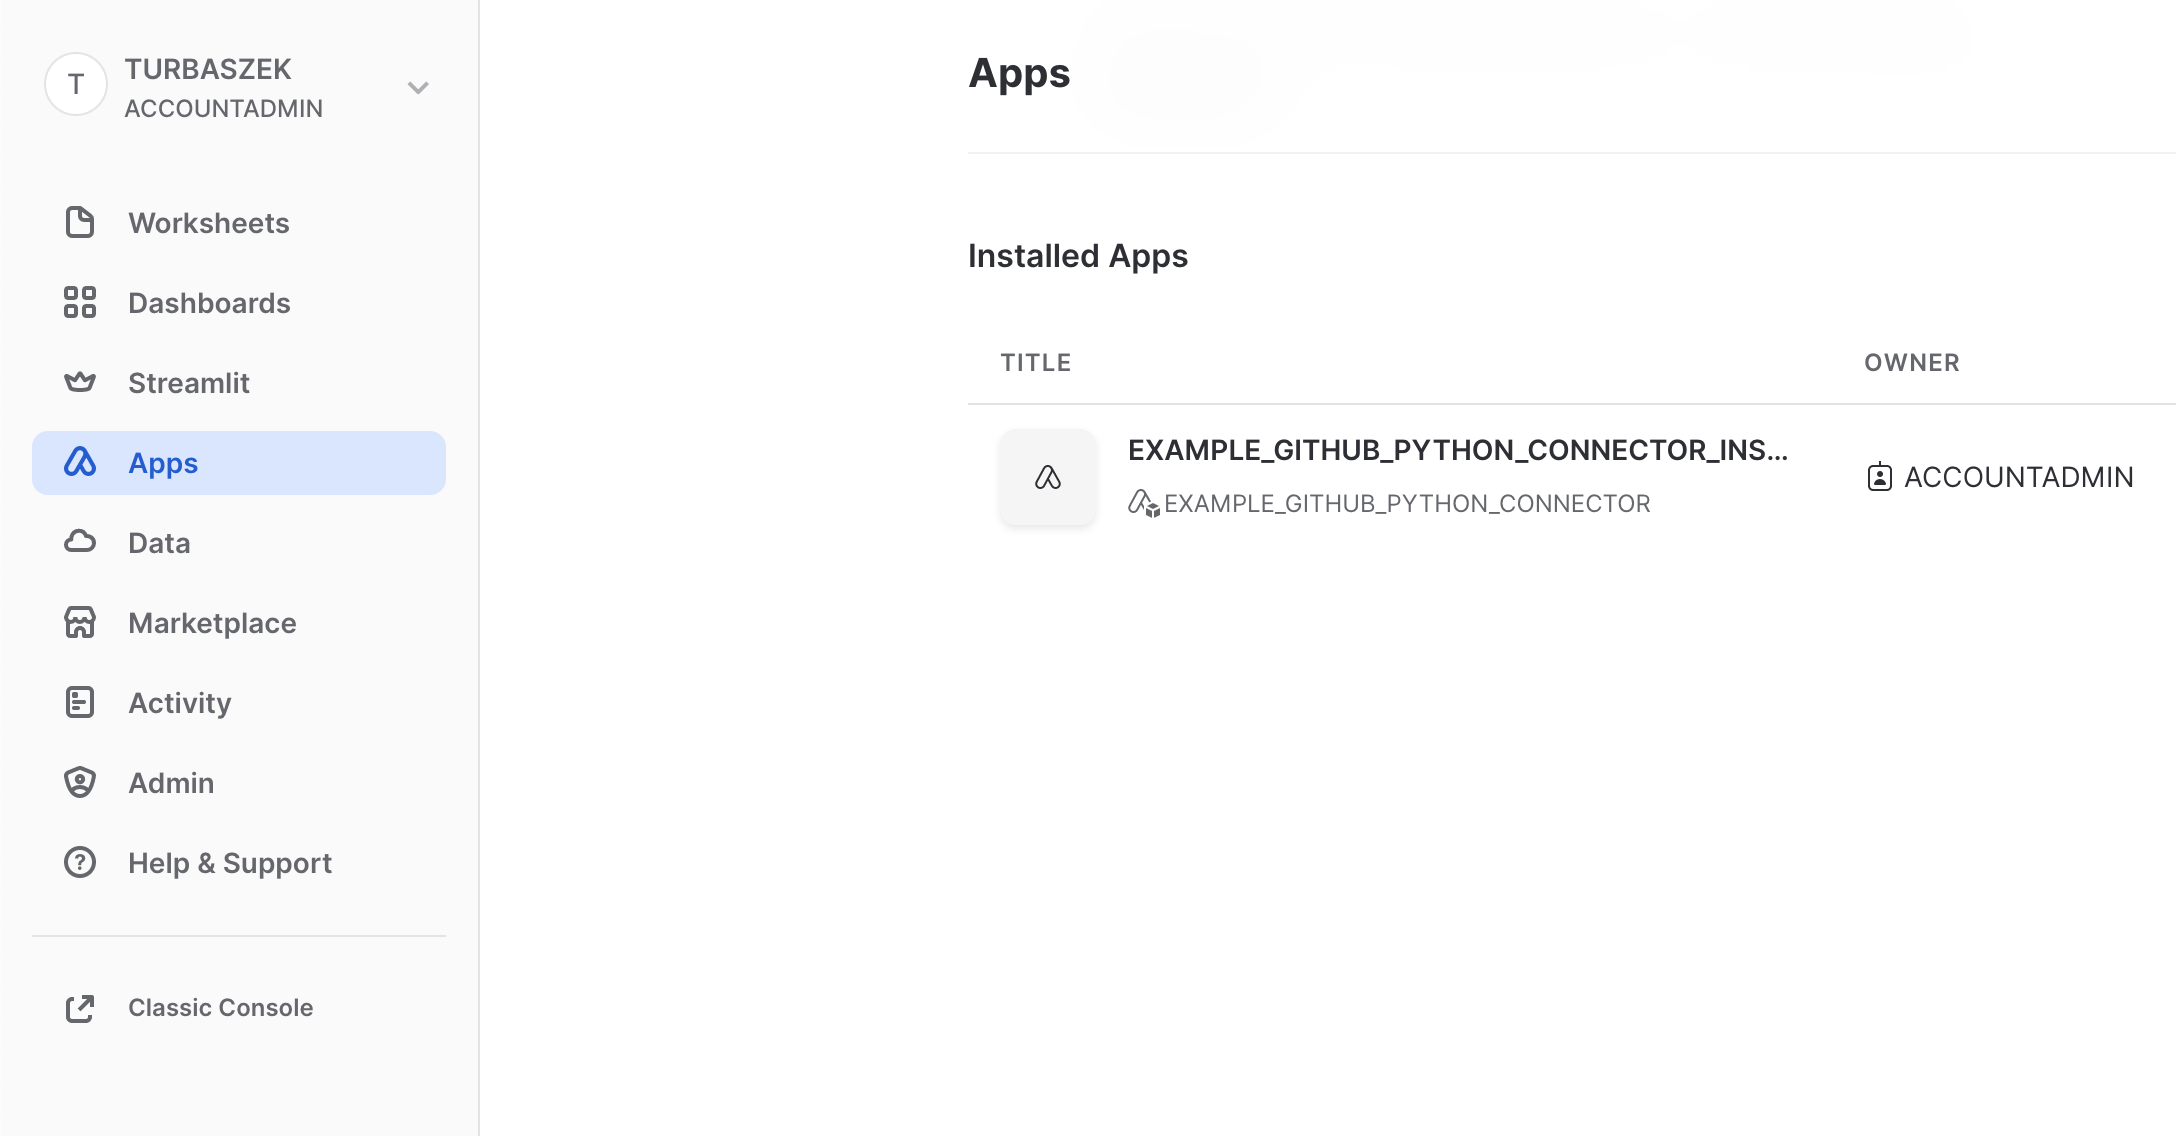 T
TURBASZEK
ACCOUNTADMIN
Worksheets
Dashboards
Streamlit
Apps
Data
Marketplace
Activity
Admin
Help & Support
Classic Console
Apps
Installed Apps
TITLE OWNER
EXAMPLE_GITHUB_PYTHON_CONNECTOR_INS...
EXAMPLE_GITHUB_PYTHON_CONNECTOR
ACCOUNTADMIN